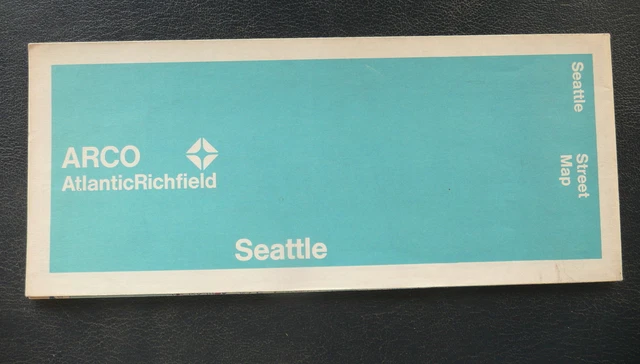 ARCO
AtlanticRichfield
Seattle
Seattle
Street
Map